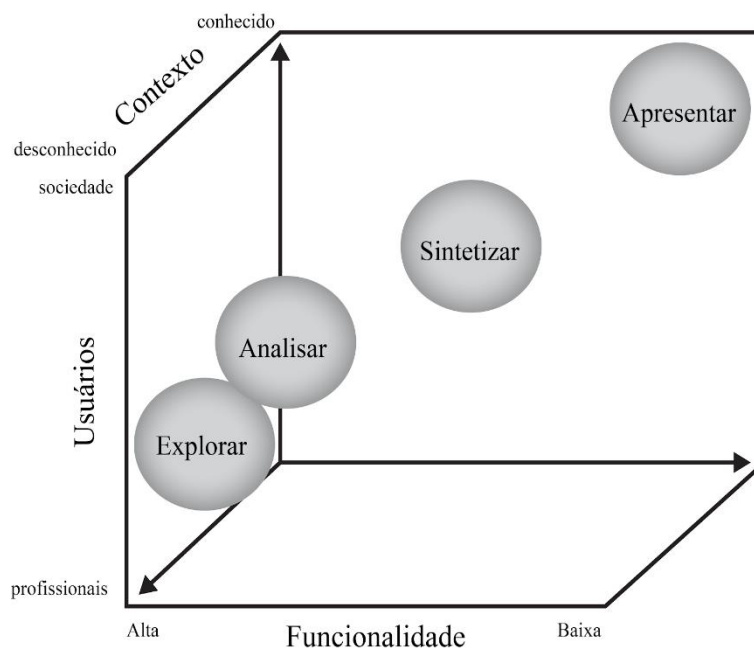 conhecido
Contexto
desconhecido
sociedade
Apresentar
Sintetizar
Analisar
Usuários
Explorar
profissionais
Alta
Funcionalidade
Baixa